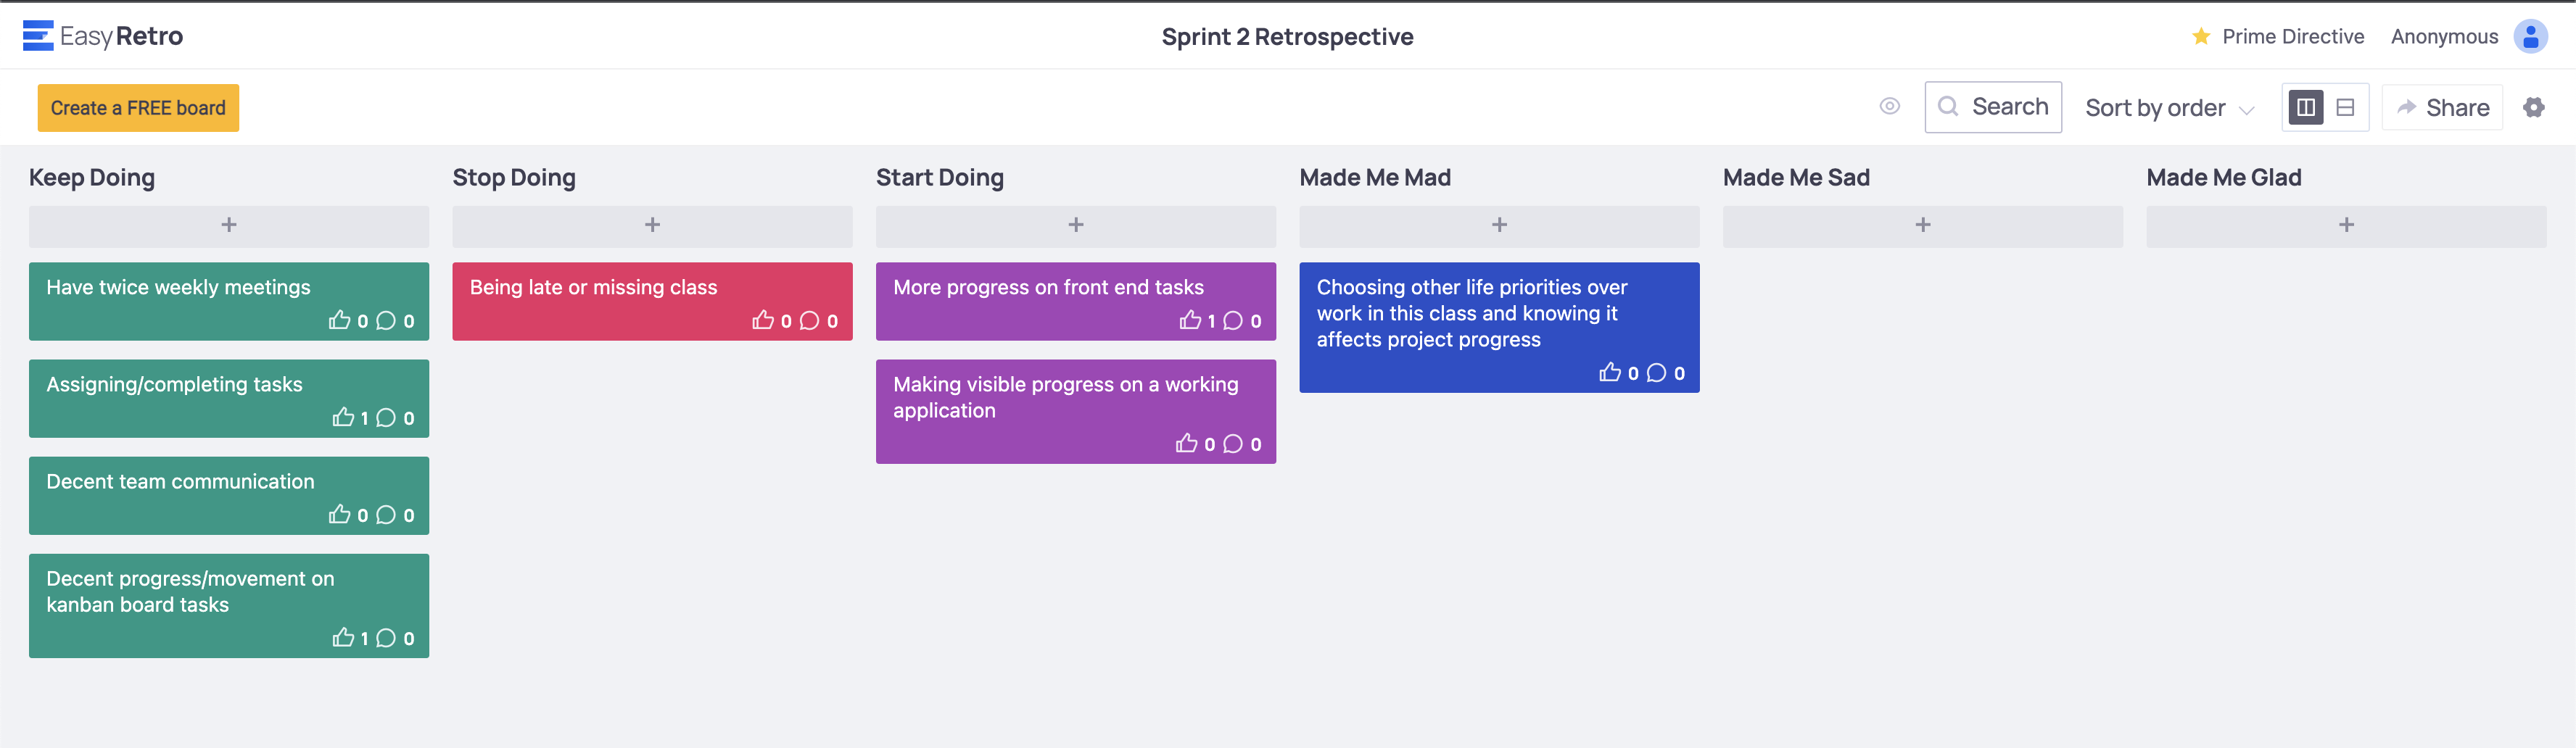 EasyRetro
Sprint 2 Retrospective
Prime Directive
Anonymous
Create a FREE board
Search
Sort by order
Share
Keep Doing
+
Have twice weekly meetings
0 0
Assigning/completing tasks
1 0
Decent team communication
0 0
Decent progress/movement on
kanban board tasks
1 0
Stop Doing
+
Being late or missing class
0 0
Start Doing
+
More progress on front end tasks
1 0
Making visible progress on a working
application
0 0
Made Me Mad
+
Choosing other life priorities over
work in this class and knowing it
affects project progress
0 0
Made Me Sad
+
Made Me Glad
+